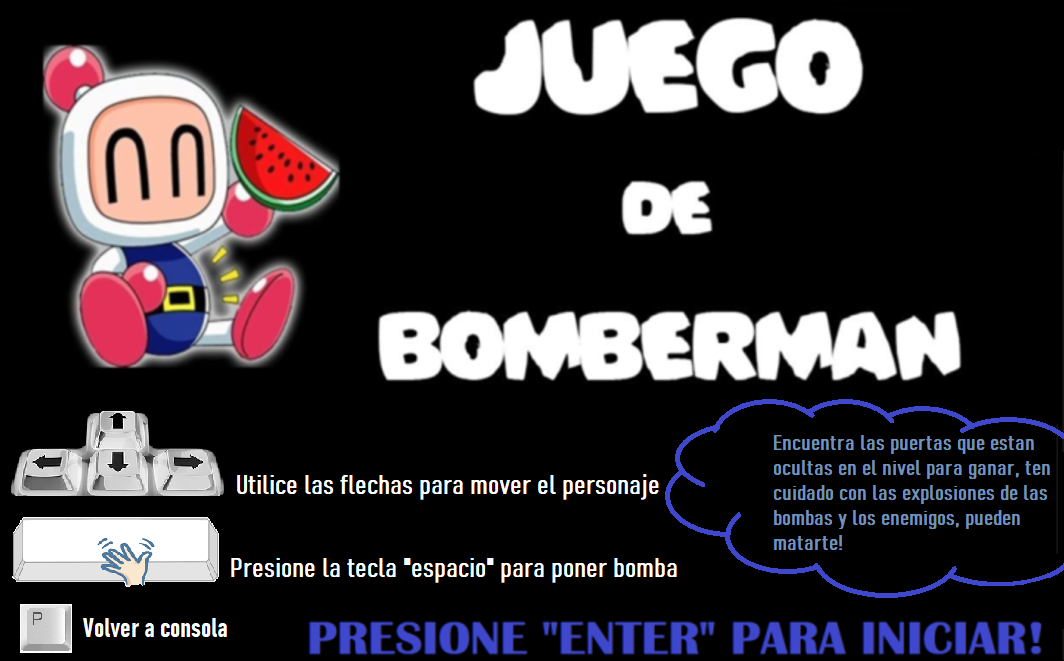 JUEGO
DE
BOMBERMAN
Encuentra las puertas que estan
ocultas en el nivel para ganar, ten
cuidado con las explosiones de las
bombas y los enemigos, pueden
matarte!
Utilice las flechas para mover el personaje
Presione la tecla "espacio" para poner bomba
P
Volver a consola
PRESIONE "ENTER" PARA INICIAR!